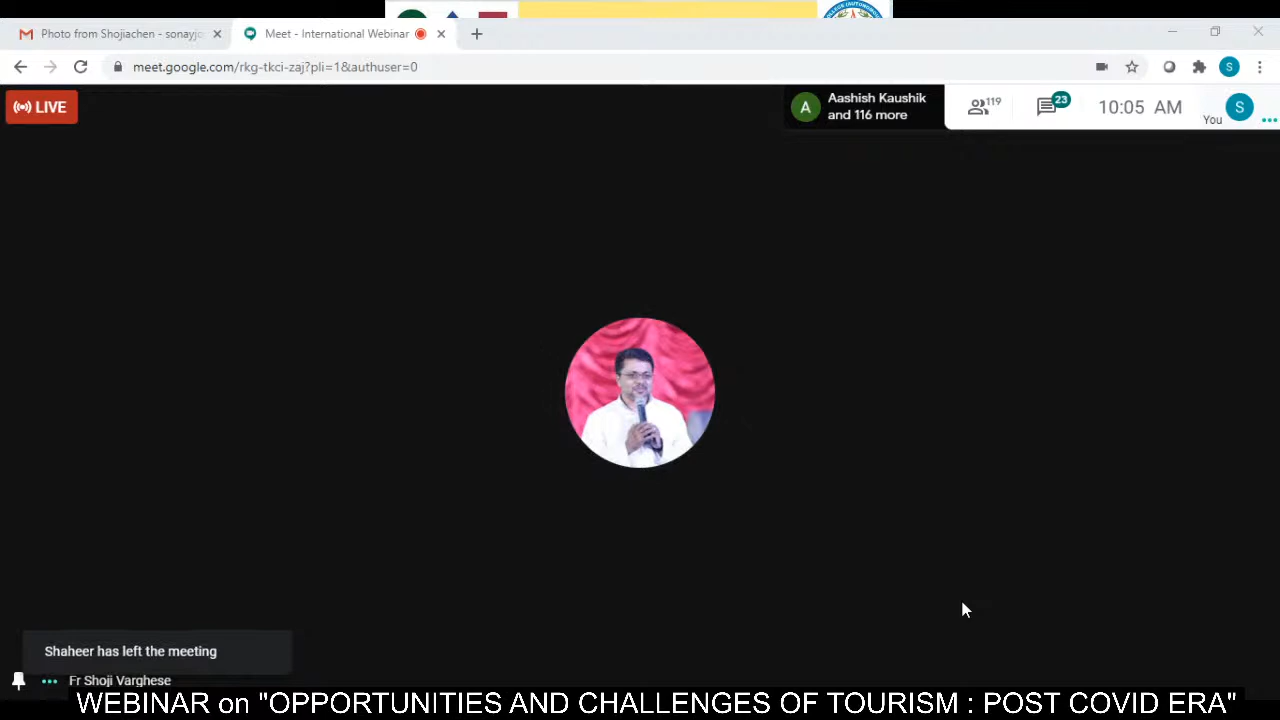 COLLEGE (AUTONOMOUS)
Photo from Shojiachen - sonayjo
Meet - International Webinar
meet.google.com/rkg-tkci-zaj?pli=1&authuser=0
S
LIVE
A
Aashish Kaushik
and 116 more
119
23
10:05 AM
You
S
Shaheer has left the meeting
Fr Shoji Varghese
WEBINAR on "OPPORTUNITIES AND CHALLENGES OF TOURISM : POST COVID ERA"